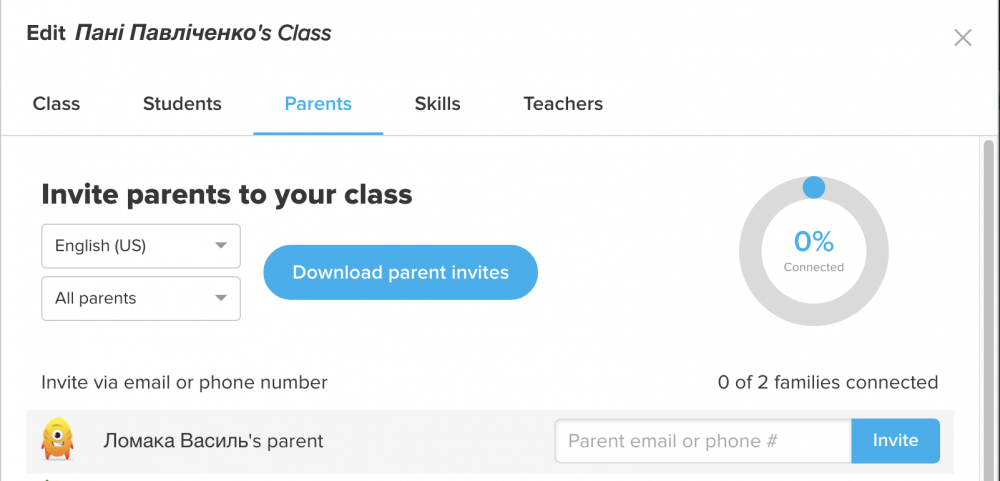 Edit Пані Павліченко's Class
Class Students Parents Skills Teachers
Invite parents to your class
English (US)
Download parent invites
All parents
0%
Connected
Invite via email or phone number
0 of 2 families connected
Ломака Василь's parent
Parent email or phone #
Invite